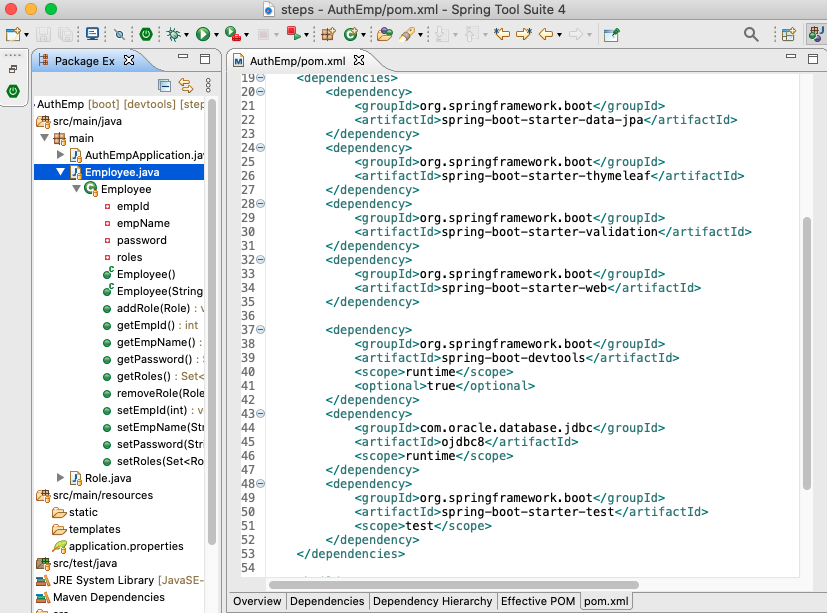 steps - AuthEmp/pom.xml - Spring Tool Suite 4
Package Ex
AuthEmp/pom.xml
AuthEmp [boot] [devtools] [step
src/main/java
main
AuthEmpApplication.ja
Employee.java
Employee
empId
empName
password
roles
Employee()
Employee(String
addRole(Role) : v
getEmpId() : int
getEmpName() :
getPassword() : S
getRoles() : Set<
removeRole(Role
setEmpId(int) : v
setEmpName(Str
setPassword(Stri
setRoles(Set<Ro
Role.java
src/main/resources
static
templates
application.properties
src/test/java
JRE System Library [JavaSE-
Maven Dependencies
19 <dependencies>
20 <dependency>
21 <groupId>org.springframework.boot</groupId>
22 <artifactId>spring-boot-starter-data-jpa</artifactId>
23 </dependency>
24 <dependency>
25 <groupId>org.springframework.boot</groupId>
26 <artifactId>spring-boot-starter-thymeleaf</artifactId>
27 </dependency>
28 <dependency>
29 <groupId>org.springframework.boot</groupId>
30 <artifactId>spring-boot-starter-validation</artifactId>
31 </dependency>
32 <dependency>
33 <groupId>org.springframework.boot</groupId>
34 <artifactId>spring-boot-starter-web</artifactId>
35 </dependency>
36
37 <dependency>
38 <groupId>org.springframework.boot</groupId>
39 <artifactId>spring-boot-devtools</artifactId>
40 <scope>runtime</scope>
41 <optional>true</optional>
42 </dependency>
43 <dependency>
44 <groupId>com.oracle.database.jdbc</groupId>
45 <artifactId>ojdbc8</artifactId>
46 <scope>runtime</scope>
47 </dependency>
48 <dependency>
49 <groupId>org.springframework.boot</groupId>
50 <artifactId>spring-boot-starter-test</artifactId>
51 <scope>test</scope>
52 </dependency>
53 </dependencies>
54
Overview Dependencies Dependency Hierarchy Effective POM pom.xml